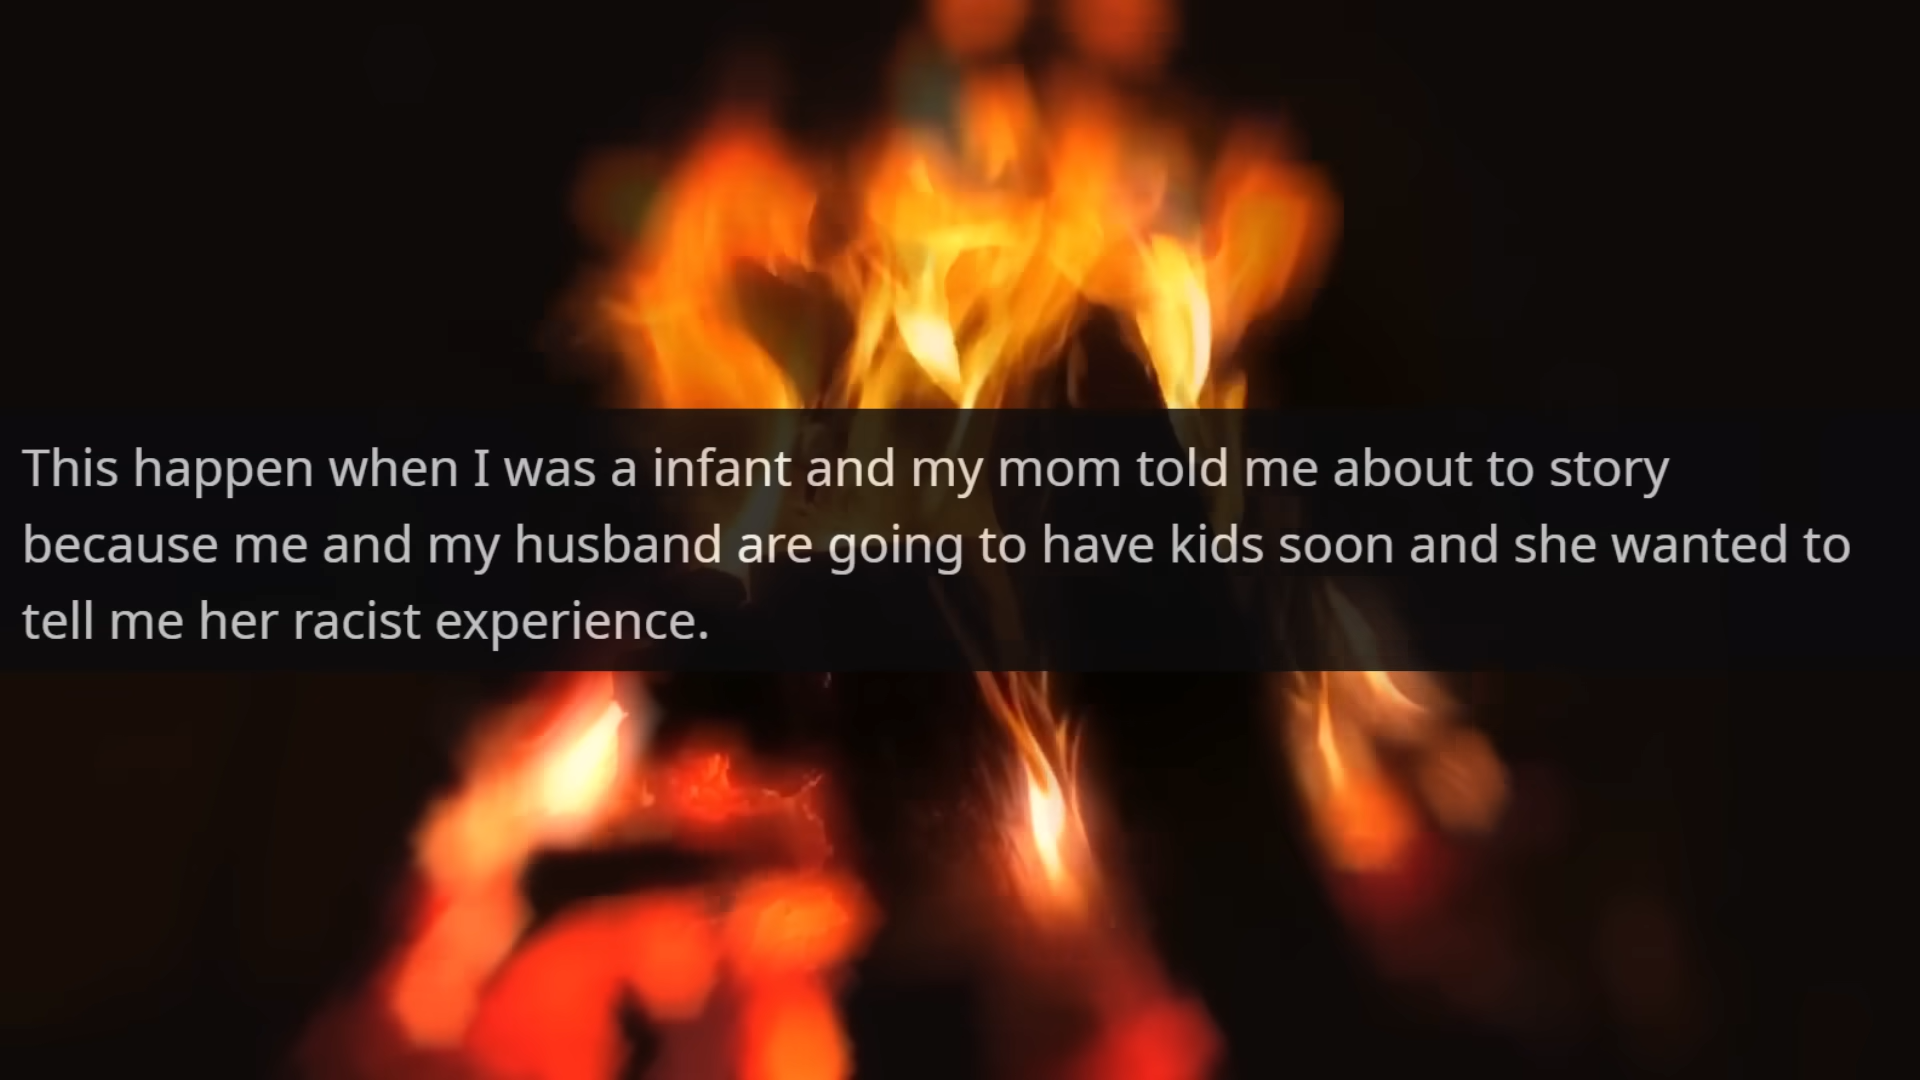 This happen when I was a infant and my mom told me about to story
because me and my husband are going to have kids soon and she wanted to
tell me her racist experience.